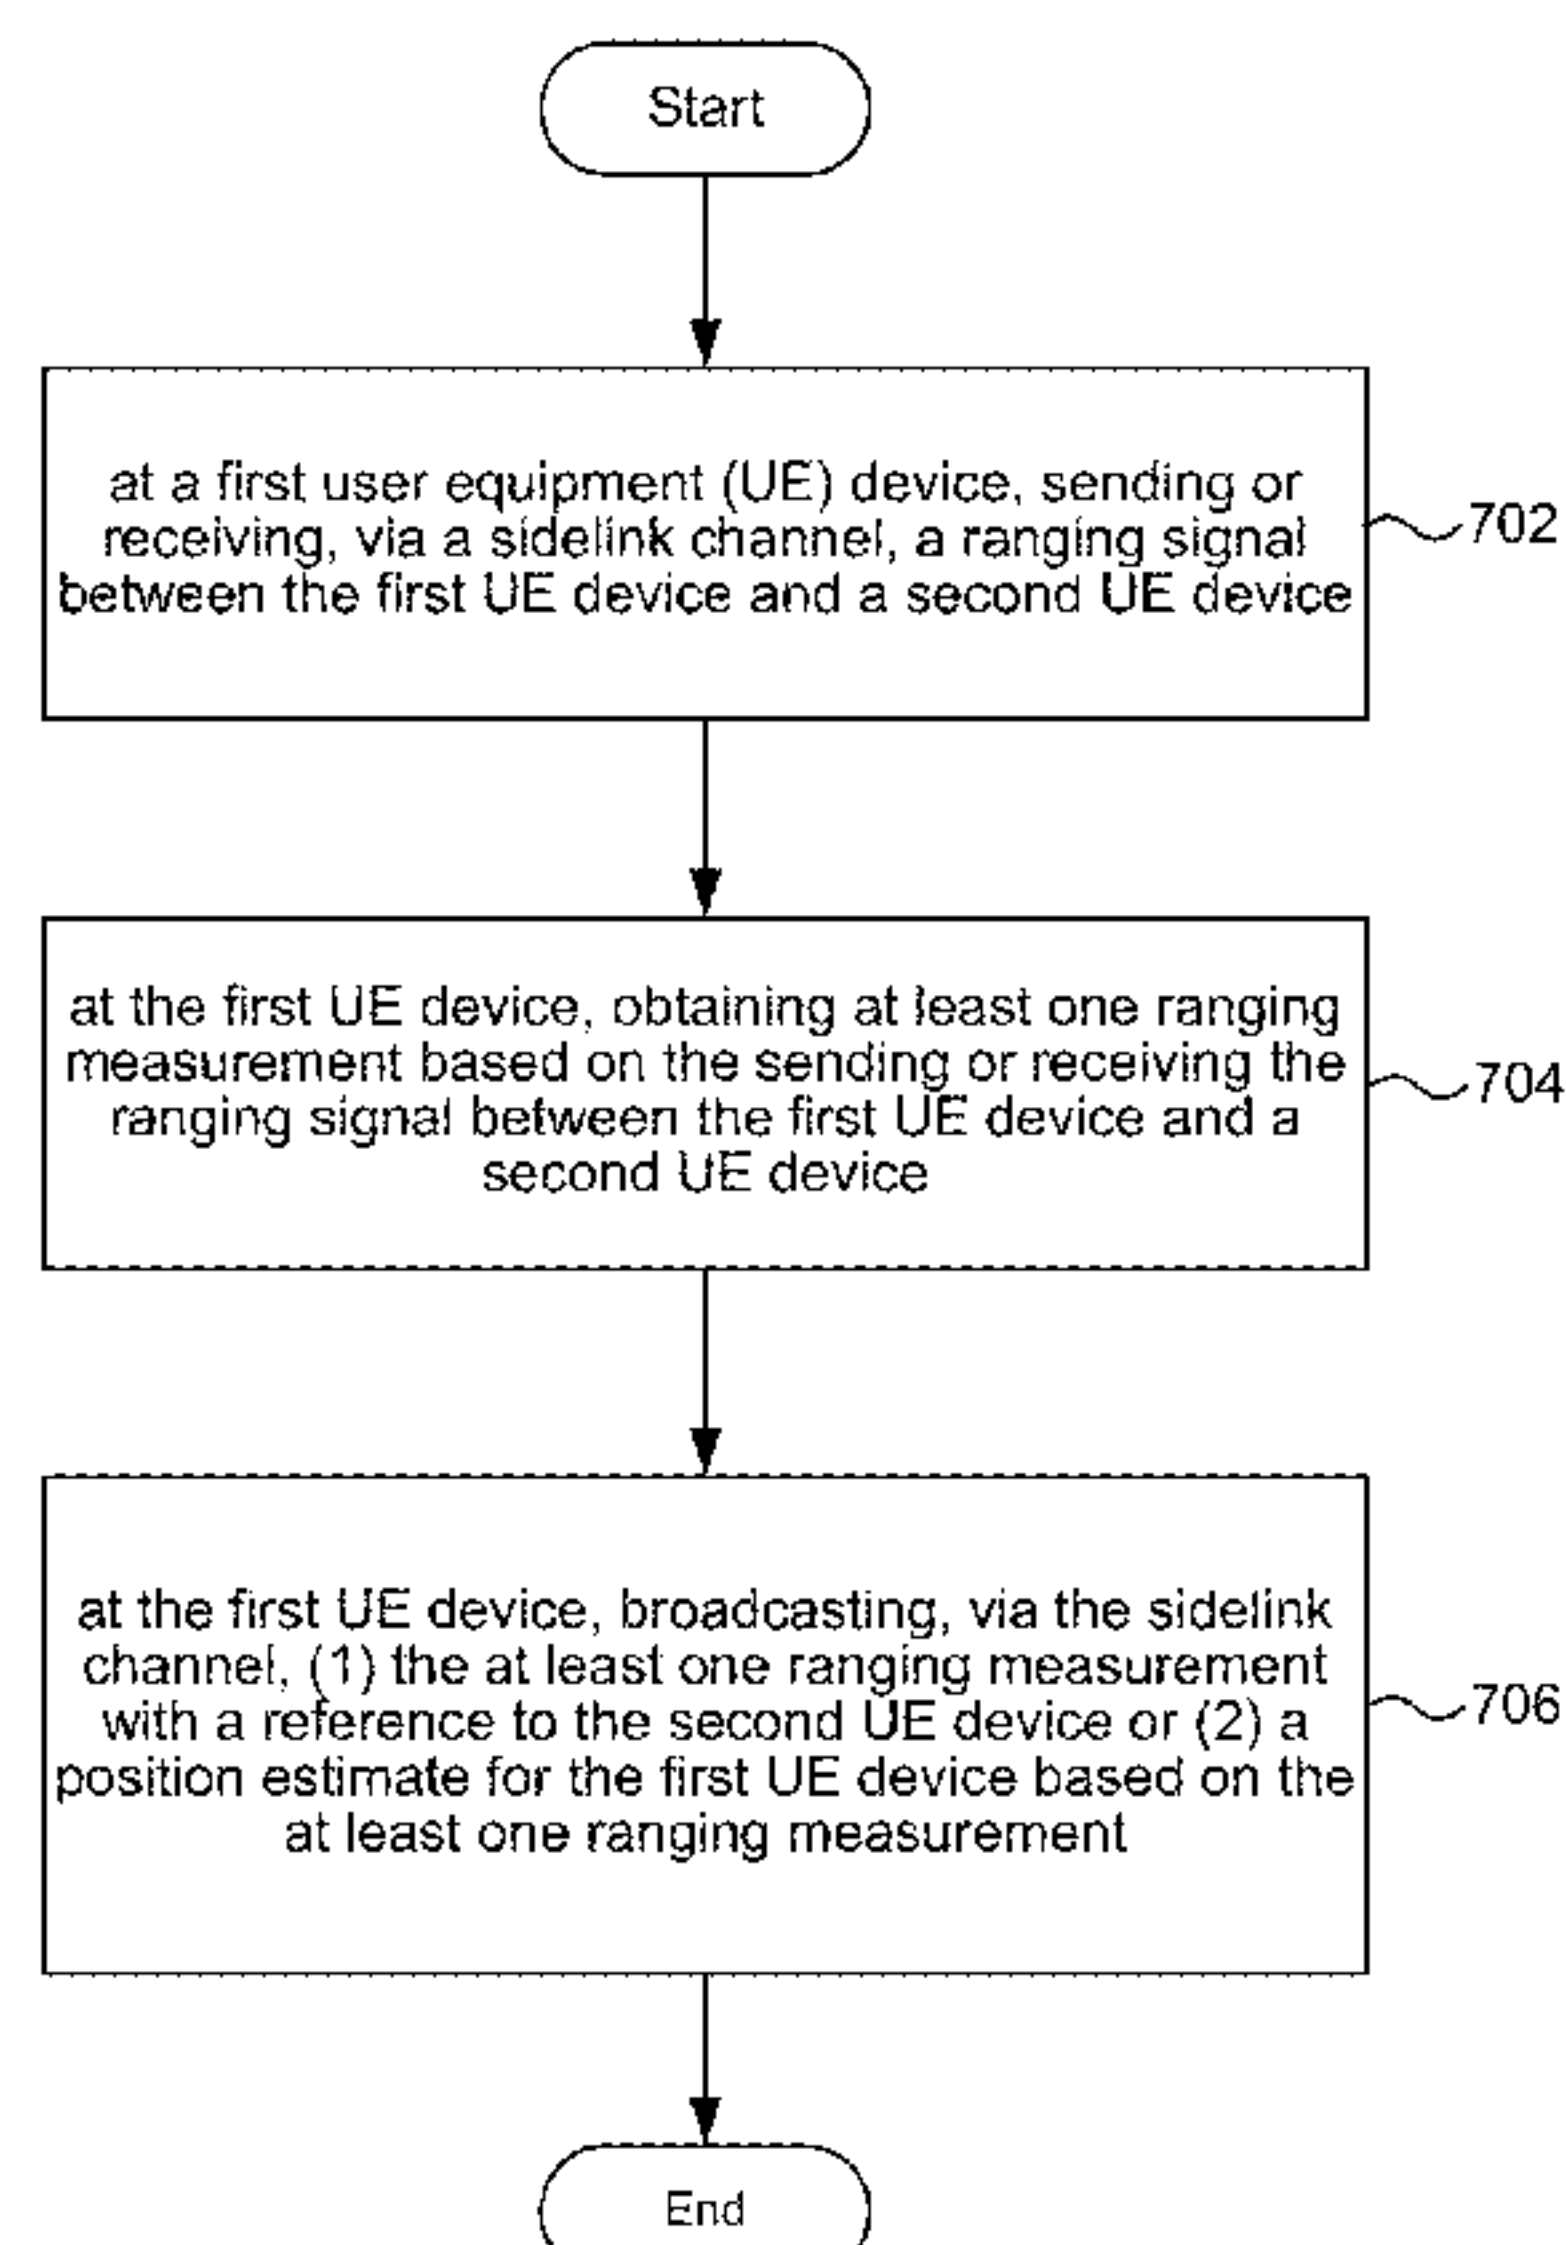 Start
at a first user equipment (UE) device, sending or
receiving, via a sidelink channel, a ranging signal
between the first UE device and a second UE device
702
at the first UE device, obtaining at least one ranging
measurement based on the sending or receiving the
ranging signal between the first UE device and a
second UE device
704
at the first UE device, broadcasting, via the sidelink
channel, (1) the at least one ranging measurement
with a reference to the second UE device or (2) a
position estimate for the first UE device based on the
at least one ranging measurement
706
End